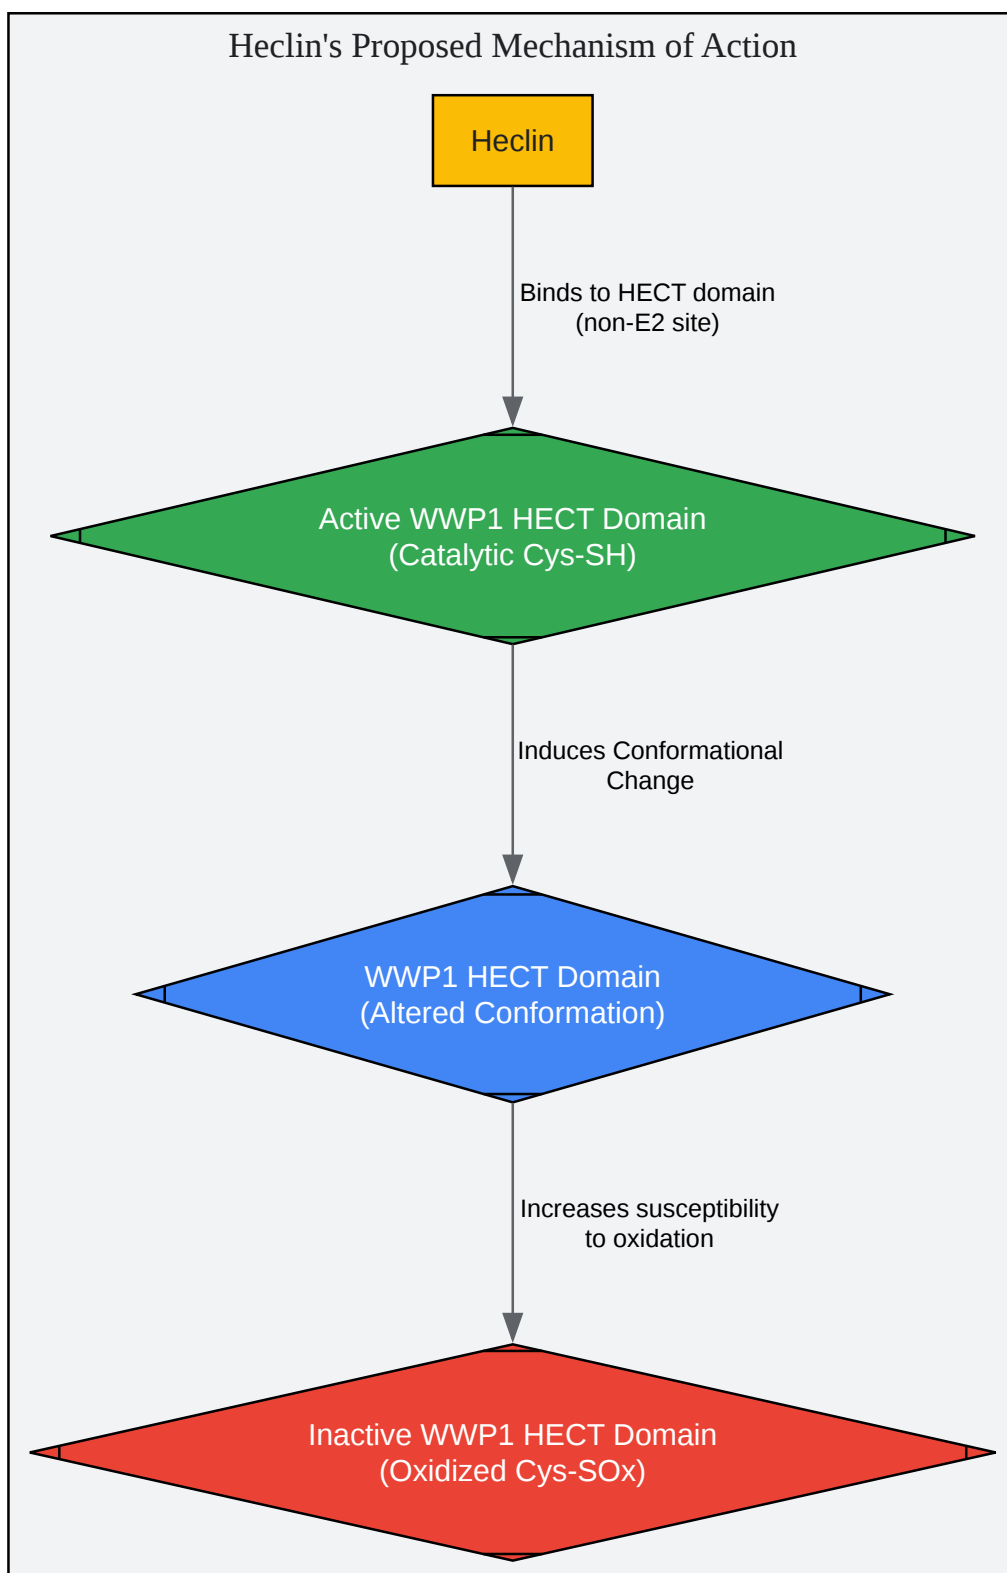 Heclin's Proposed Mechanism of Action
Heclin
Binds to HECT domain
(non-E2 site)
Active WWP1 HECT Domain
(Catalytic Cys-SH)
Induces Conformational
Change
WWP1 HECT Domain
(Altered Conformation)
Increases susceptibility
to oxidation
Inactive WWP1 HECT Domain
(Oxidized Cys-SOx)